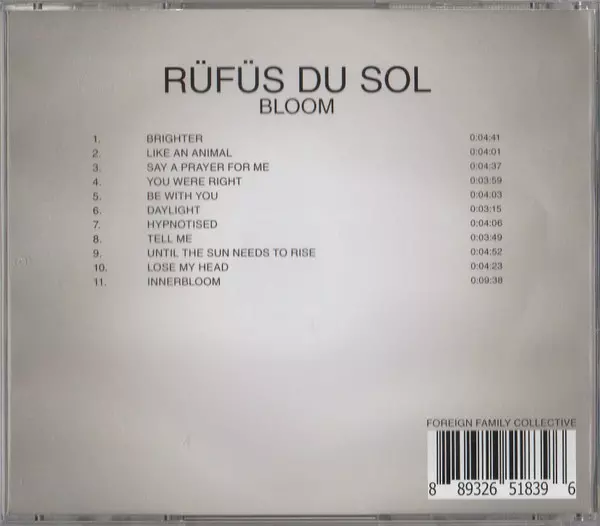 RÜFÜS DU SOL
BLOOM
1. BRIGHTER 0:04:41
2. LIKE AN ANIMAL 0:04:01
3. SAY A PRAYER FOR ME 0:04:37
4. YOU WERE RIGHT 0:03:59
5. BE WITH YOU 0:04:03
6. DAYLIGHT 0:03:15
7. HYPNOTISED 0:04:06
8. TELL ME 0:03:49
9. UNTIL THE SUN NEEDS TO RISE 0:04:52
10. LOSE MY HEAD 0:04:23
11. INNERBLOOM 0:09:38
FOREIGN FAMILY COLLECTIVE
8 89326 51839 6